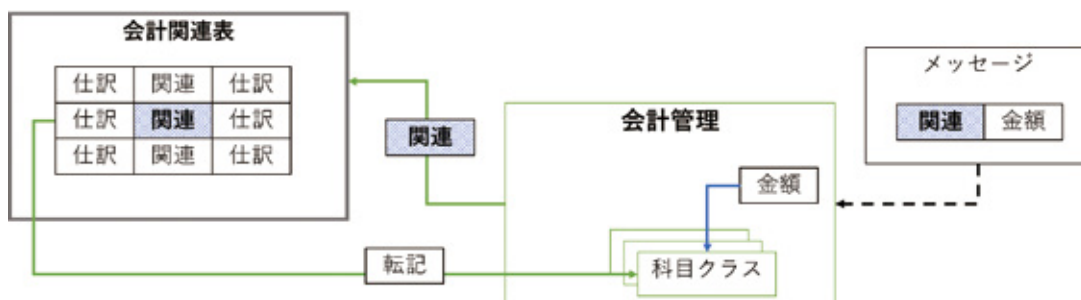 会計関連表
仕訳 関連 仕訳
仕訳 関連 仕訳
仕訳 関連 仕訳
関連
会計管理
金額
科目クラス
転記
メッセージ
関連 金額